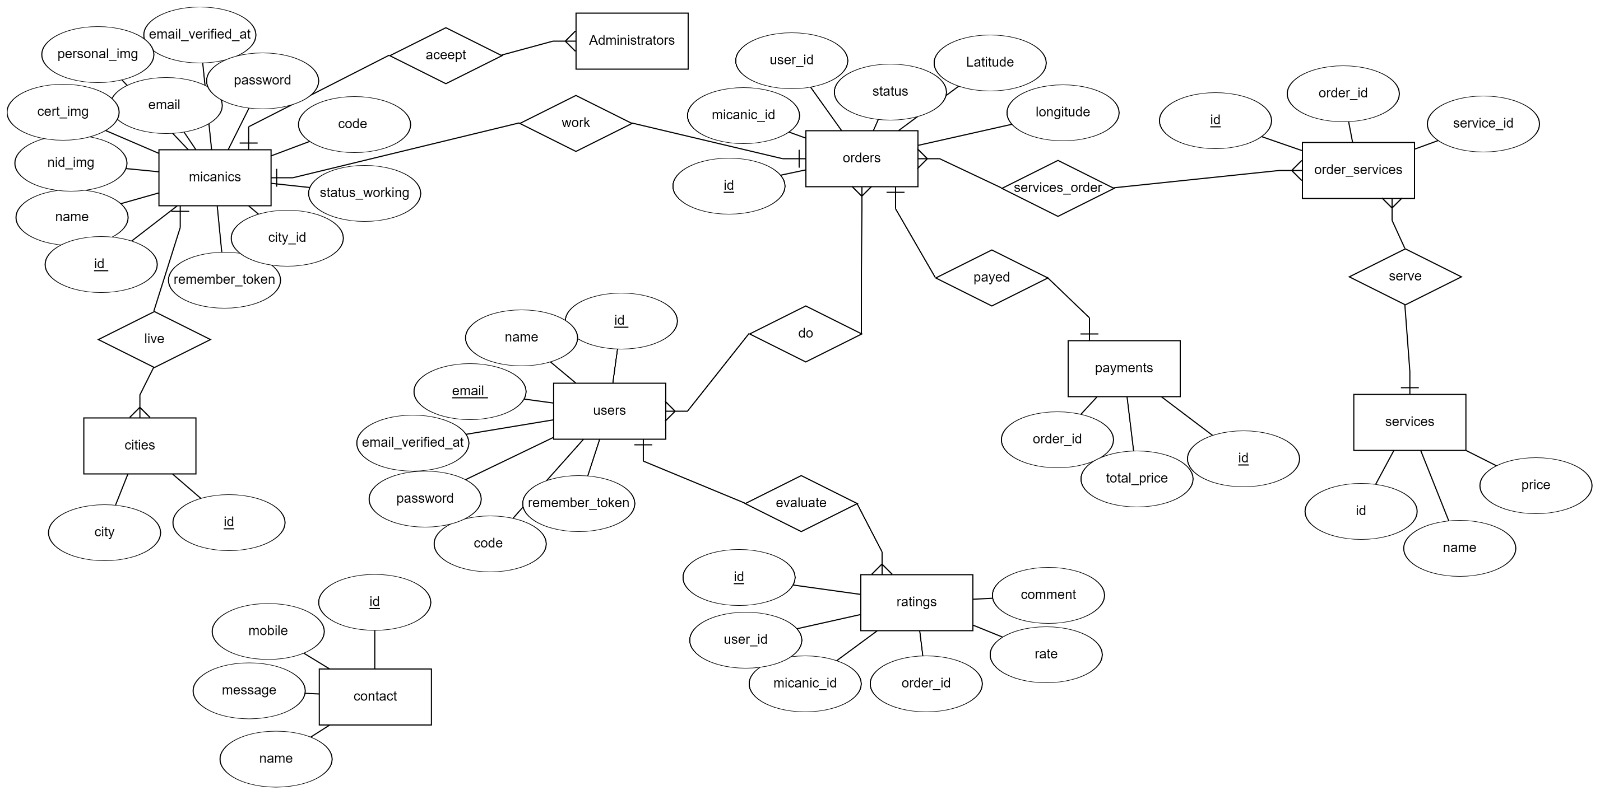 email_verified_at
personal_img
password
cert_img
email
code
nid_img
micanics
status_working
name
city_id
id
remember_token
aceept
Administrators
work
live
cities
city
id
user_id
Latitude
status
micanic_id
longitude
orders
id
services_order
order_id
id
service_id
order_services
serve
payed
do
payments
order_id
total_price
id
services
id
price
name
id
name
email
users
email_verified_at
password
remember_token
code
evaluate
id
ratings
comment
user_id
rate
micanic_id
order_id
id
mobile
message
contact
name